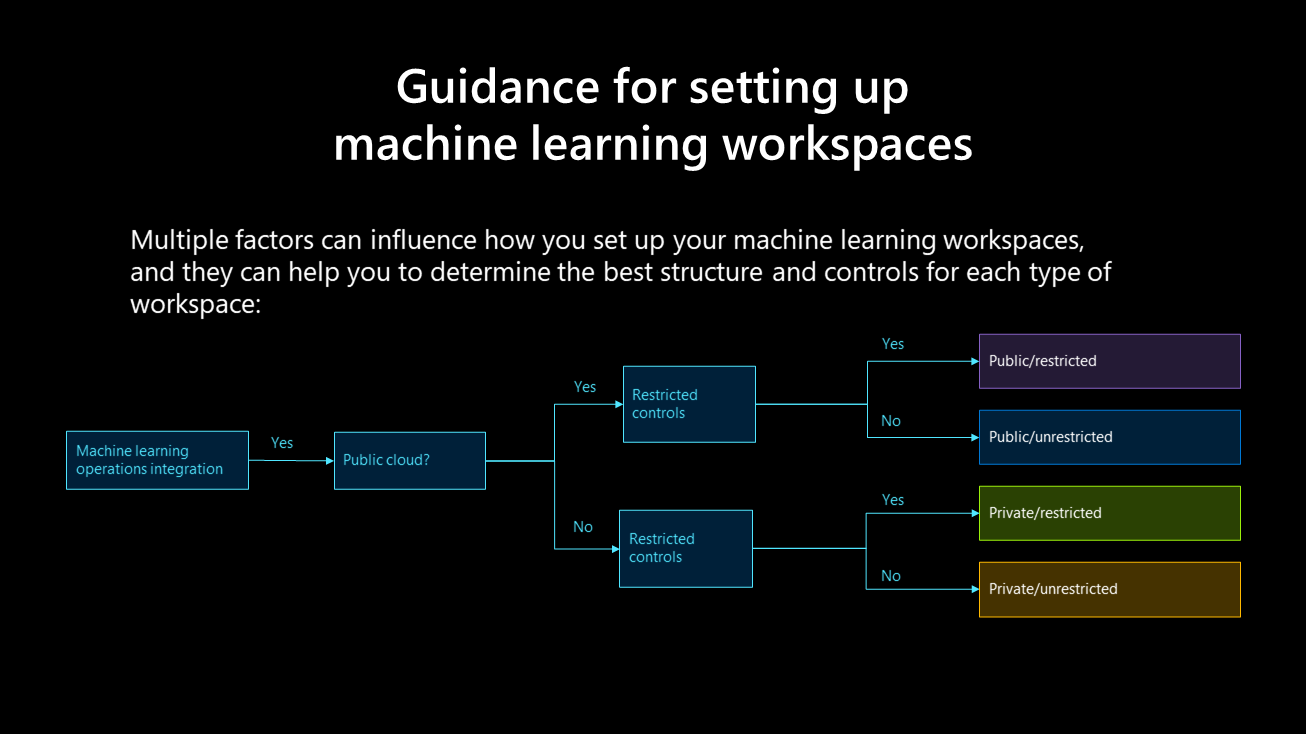 Guidance for setting up
machine learning workspaces
Multiple factors can influence how you set up your machine learning workspaces,
and they can help you to determine the best structure and controls for each type of
workspace:
Machine learning
operations integration
Yes
Public cloud?
Yes
Restricted
controls
Yes
Public/restricted
No
Public/unrestricted
No
Restricted
controls
Yes
Private/restricted
No
Private/unrestricted